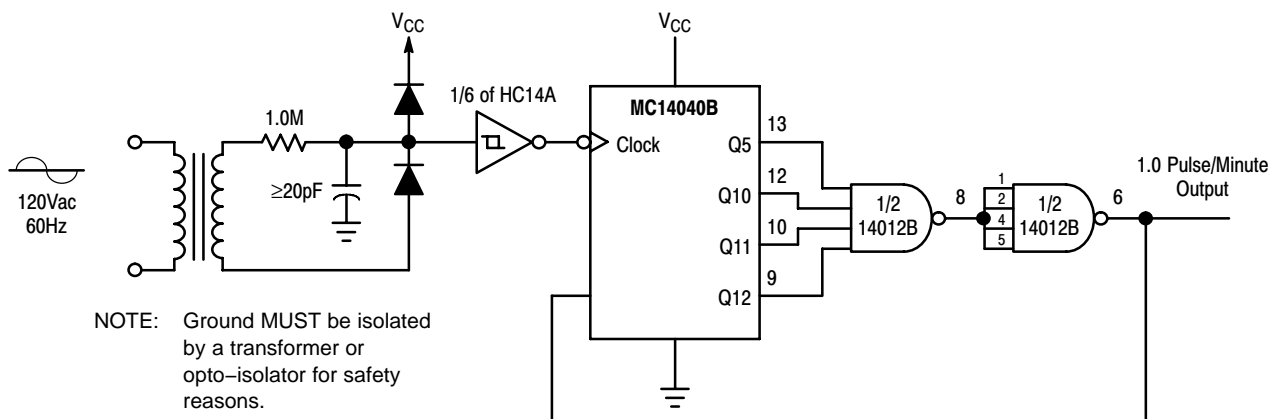 VCC
VCC
1/6 of HC14A
MC14040B
1.0M
13
Clock
Q5
1.0 Pulse/Minute
Output
≥20pF
120Vac
60Hz
12
Q10
1/2
14012B
8
1
2
4
5
1/2
14012B
6
10
Q11
9
Q12
NOTE: Ground MUST be isolated
by a transformer or
opto−isolator for safety
reasons.